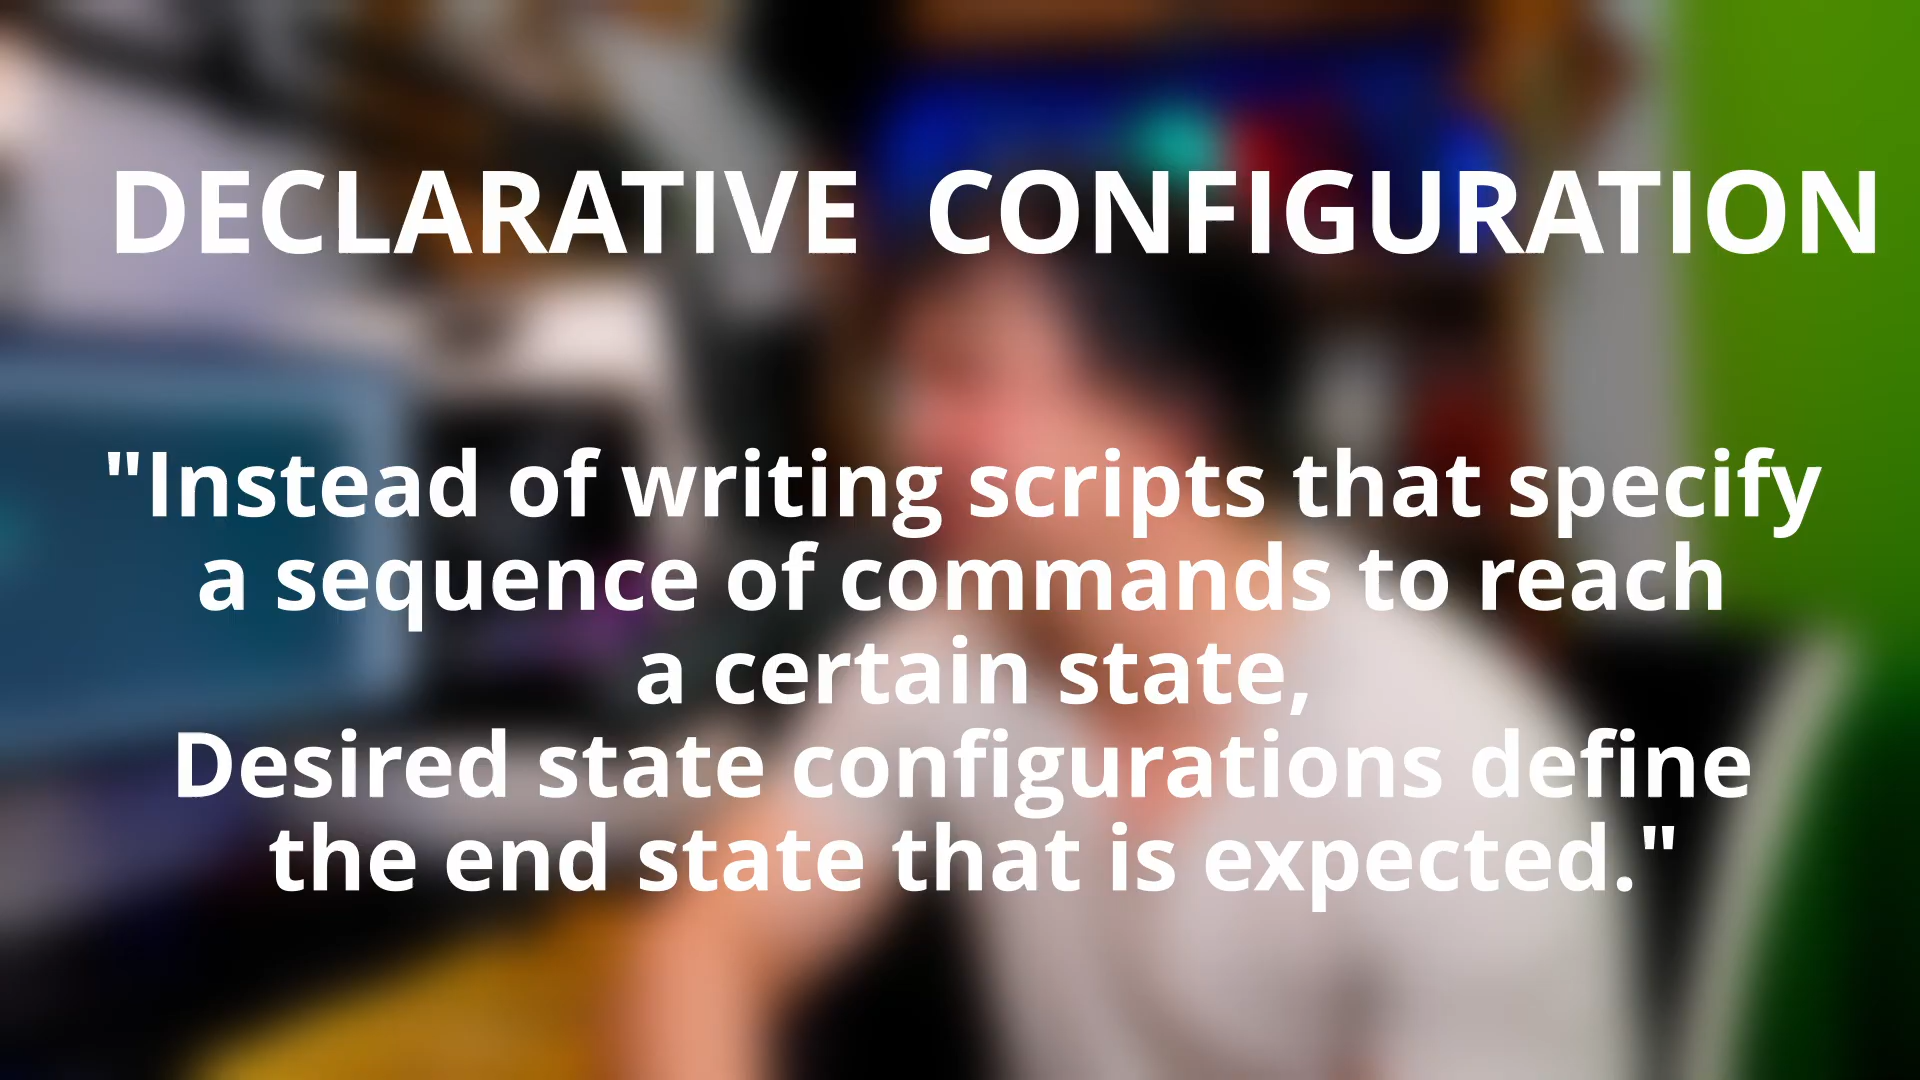 DECLARATIVE CONFIGURATION
"Instead of writing scripts that specify
a sequence of commands to reach
a certain state,
Desired state configurations define
the end state that is expected."